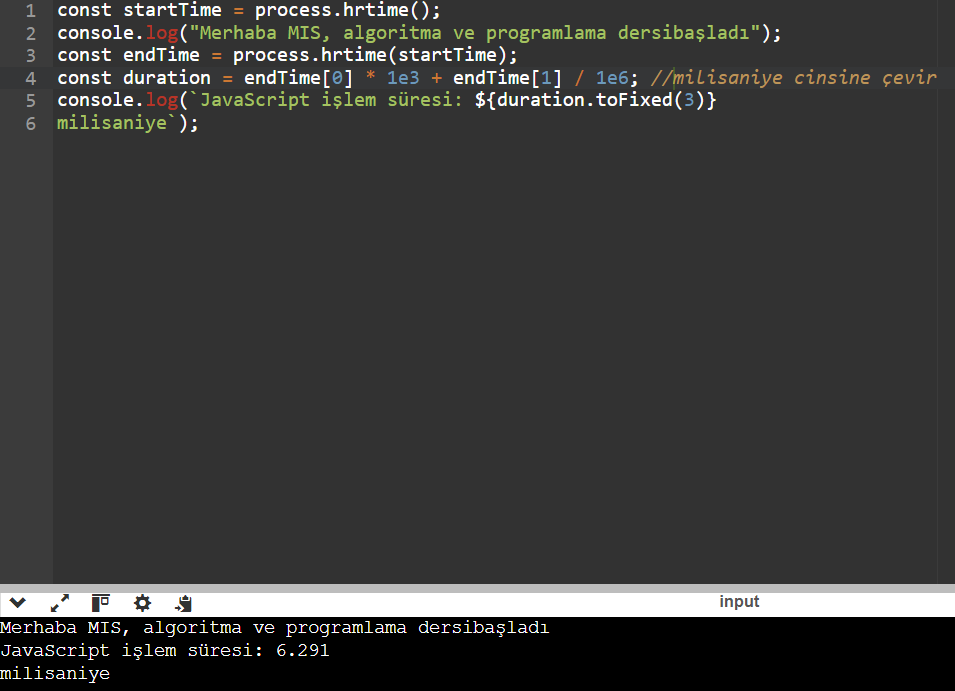 1 const startTime = process.hrtime();
2 console.log("Merhaba MIS, algoritma ve programlama dersibaşladı");
3 const endTime = process.hrtime(startTime);
4 const duration = endTime[0] * 1e3 + endTime[1] / 1e6; //milisaniye cinsine çevir
5 console.log(`JavaScript işlem süresi: ${duration.toFixed(3)}
6 milisaniye`);
input
Merhaba MIS, algoritma ve programlama dersibaşladı
JavaScript işlem süresi: 6.291
milisaniye